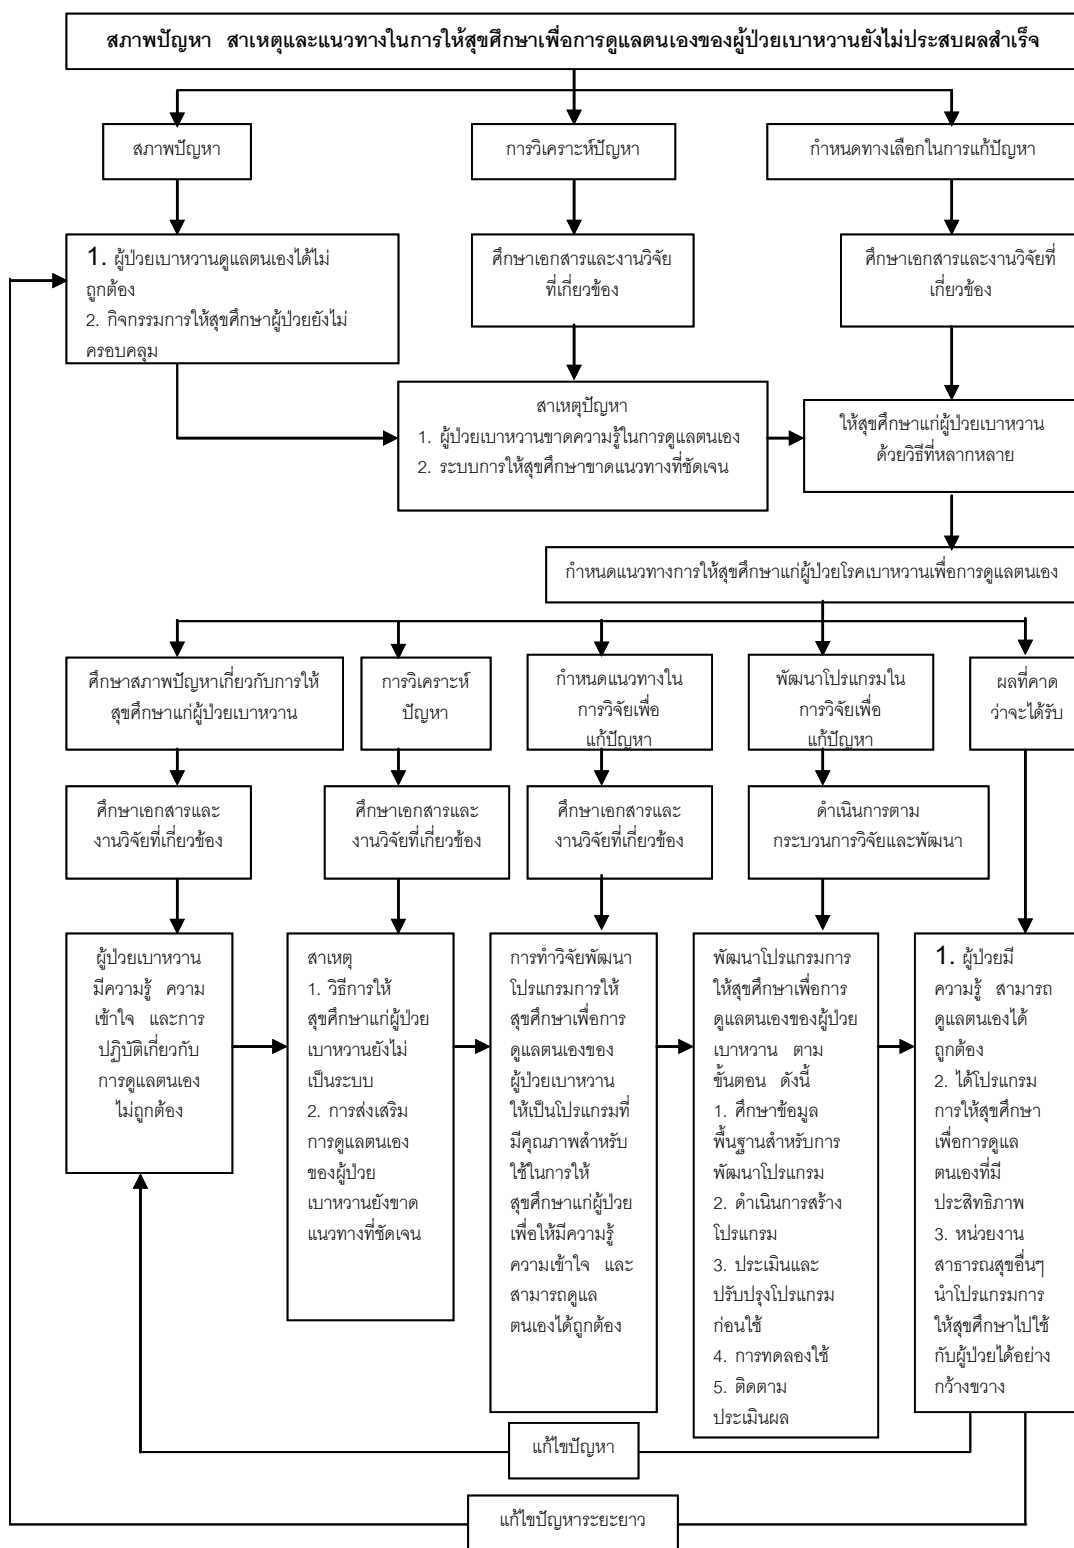 สภาพปัญหา สาเหตุและแนวทางในการให้สุขศึกษาเพื่อการดูแลตนเองของผู้ป่วยเบาหวานยังไม่ประสบผลสำเร็จ
สภาพปัญหา
การวิเคราะห์ปัญหา
กำหนดทางเลือกในการแก้ปัญหา
1. ผู้ป่วยเบาหวานดูแลตนเองได้ไม่
ถูกต้อง
2. กิจกรรมการให้สุขศึกษาผู้ป่วยยังไม่
ครอบคลุม
ศึกษาเอกสารและงานวิจัย
ที่เกี่ยวข้อง
ศึกษาเอกสารและงานวิจัยที่
เกี่ยวข้อง
สาเหตุปัญหา
1. ผู้ป่วยเบาหวานขาดความรู้ในการดูแลตนเอง
2. ระบบการให้สุขศึกษาขาดแนวทางที่ชัดเจน
ให้สุขศึกษาแก่ผู้ป่วยเบาหวาน
ด้วยวิธีที่หลากหลาย
กำหนดแนวทางการให้สุขศึกษาแก่ผู้ป่วยโรคเบาหวานเพื่อการดูแลตนเอง
ศึกษาสภาพปัญหาเกี่ยวกับการให้
สุขศึกษาแก่ผู้ป่วยเบาหวาน
การวิเคราะห์
ปัญหา
กำหนดแนวทางใน
การวิจัยเพื่อ
แก้ปัญหา
พัฒนาโปรแกรมใน
การวิจัยเพื่อ
แก้ปัญหา
ผลที่คาด
ว่าจะได้รับ
ศึกษาเอกสารและ
งานวิจัยที่เกี่ยวข้อง
ศึกษาเอกสารและ
งานวิจัยที่เกี่ยวข้อง
ศึกษาเอกสารและ
งานวิจัยที่เกี่ยวข้อง
ดำเนินการตาม
กระบวนการวิจัยและพัฒนา
ผู้ป่วยเบาหวาน
มีความรู้ ความ
เข้าใจ และการ
ปฏิบัติเกี่ยวกับ
การดูแลตนเอง
ไม่ถูกต้อง
สาเหตุ
1. วิธีการให้
สุขศึกษาแก่ผู้ป่วย
เบาหวานยังไม่
เป็นระบบ
2. การส่งเสริม
การดูแลตนเอง
ของผู้ป่วย
เบาหวานยังขาด
แนวทางที่ชัดเจน
การทำวิจัยพัฒนา
โปรแกรมการให้
สุขศึกษาเพื่อการ
ดูแลตนเองของ
ผู้ป่วยเบาหวาน
ให้เป็นโปรแกรมที่
มีคุณภาพสำหรับ
ใช้ในการให้
สุขศึกษาแก่ผู้ป่วย
เพื่อให้มีความรู้
ความเข้าใจ และ
สามารถดูแล
ตนเองได้ถูกต้อง
พัฒนาโปรแกรมการ
ให้สุขศึกษาเพื่อการ
ดูแลตนเองของผู้ป่วย
เบาหวาน ตาม
ขั้นตอน ดังนี้
1. ศึกษาข้อมูล
พื้นฐานสำหรับการ
พัฒนาโปรแกรม
2. ดำเนินการสร้าง
โปรแกรม
3. ประเมินและ
ปรับปรุงโปรแกรม
ก่อนใช้
4. การทดลองใช้
5. ติดตาม
ประเมินผล
1. ผู้ป่วยมี
ความรู้ สามารถ
ดูแลตนเองได้
ถูกต้อง
2. ได้โปรแกรม
การให้สุขศึกษา
เพื่อการดูแล
ตนเองที่มี
ประสิทธิภาพ
3. หน่วยงาน
สาธารณสุขอื่นๆ
นำโปรแกรมการ
ให้สุขศึกษาไปใช้
กับผู้ป่วยได้อย่าง
กว้างขวาง
แก้ไขปัญหา
แก้ไขปัญหาระยะยาว